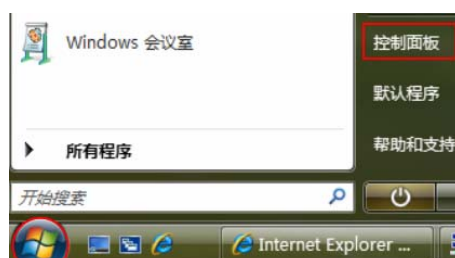 Windows 会议室
控制面板
默认程序
所有程序
帮助和支持
开始搜索
Internet Explorer ...